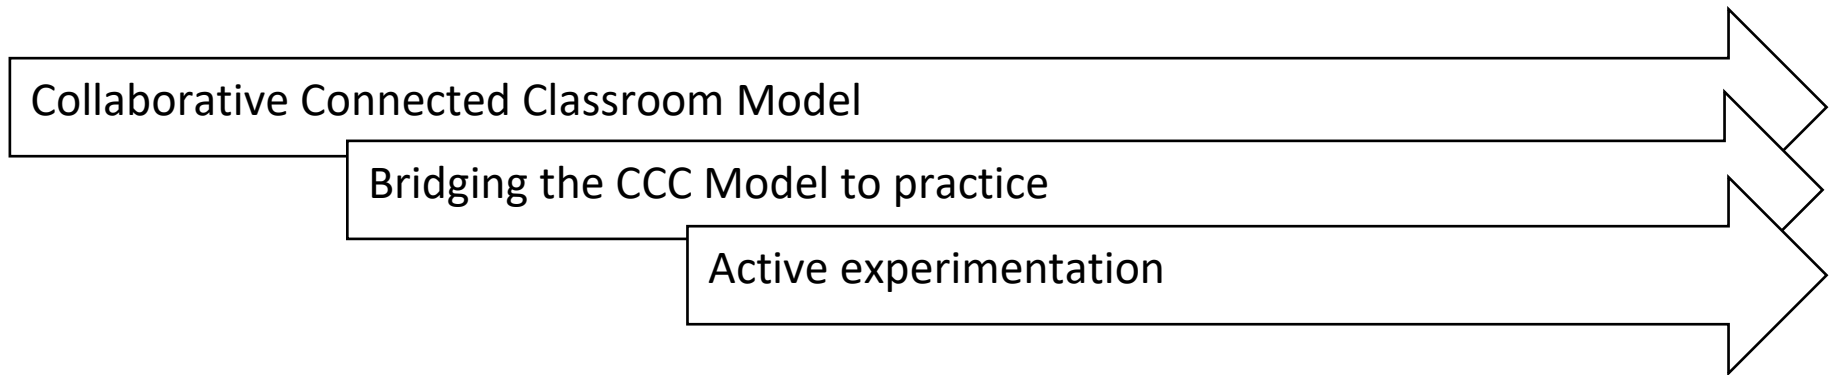 Collaborative Connected Classroom Model
Bridging the CCC Model to practice
Active experimentation